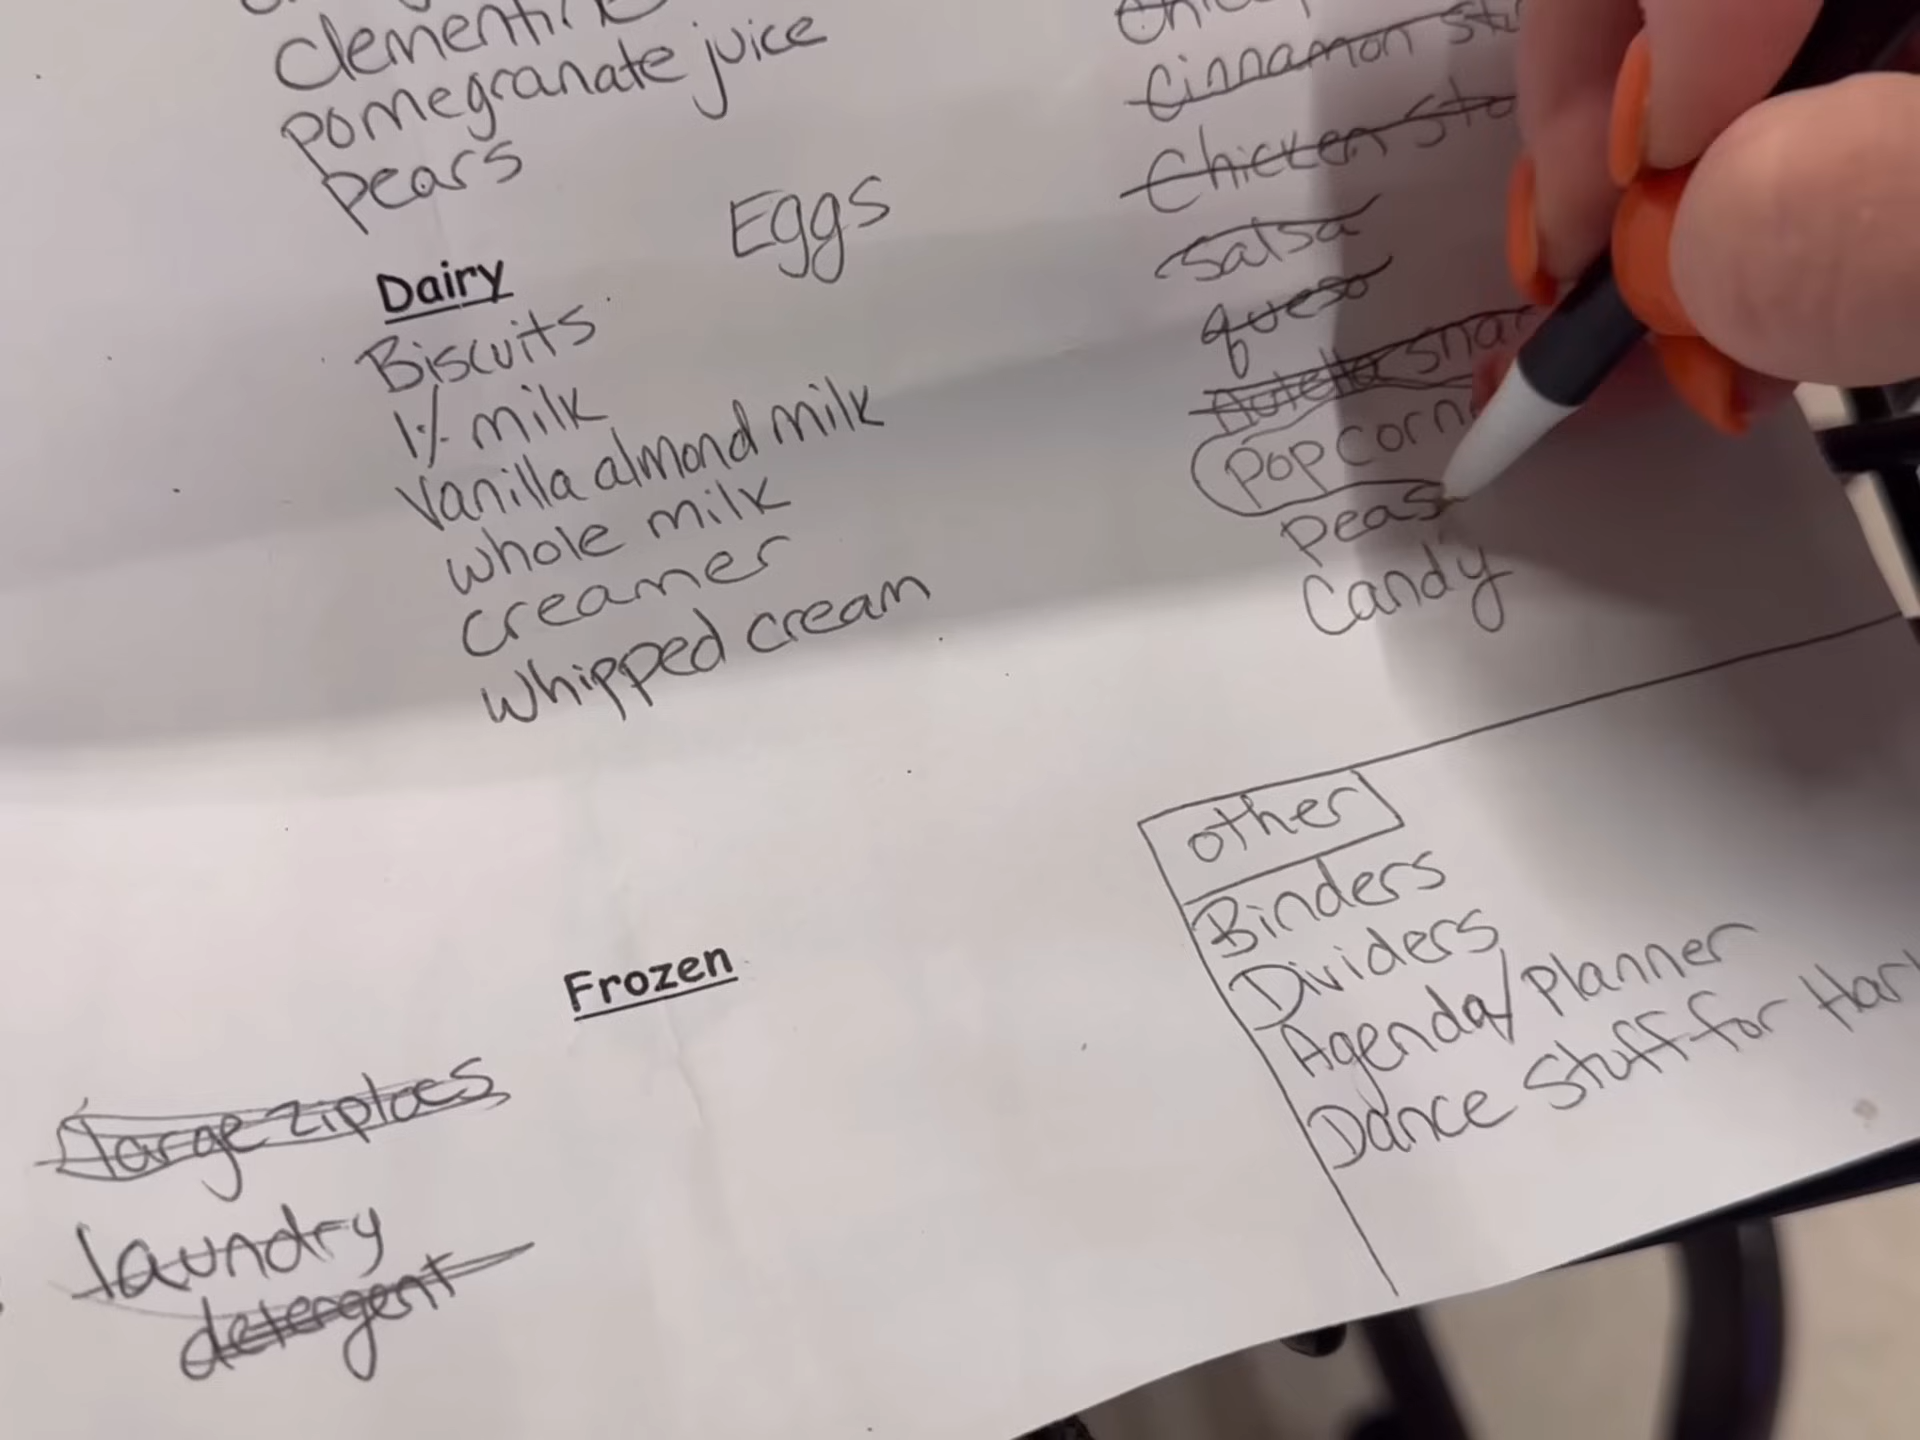 pomegranate juice
pears
Eggs
Dairy
Biscuits
1% milk
Vanilla almond milk
whole milk
creamer
whipped cream
Frozen
large ziplocs
laundry
detergent
Cinnamon
Chicken
salsa
queso
Nutella
Popcorn
peas
Candy
other
Binders
Dividers
Agenda/Planner
Dance Stuff for